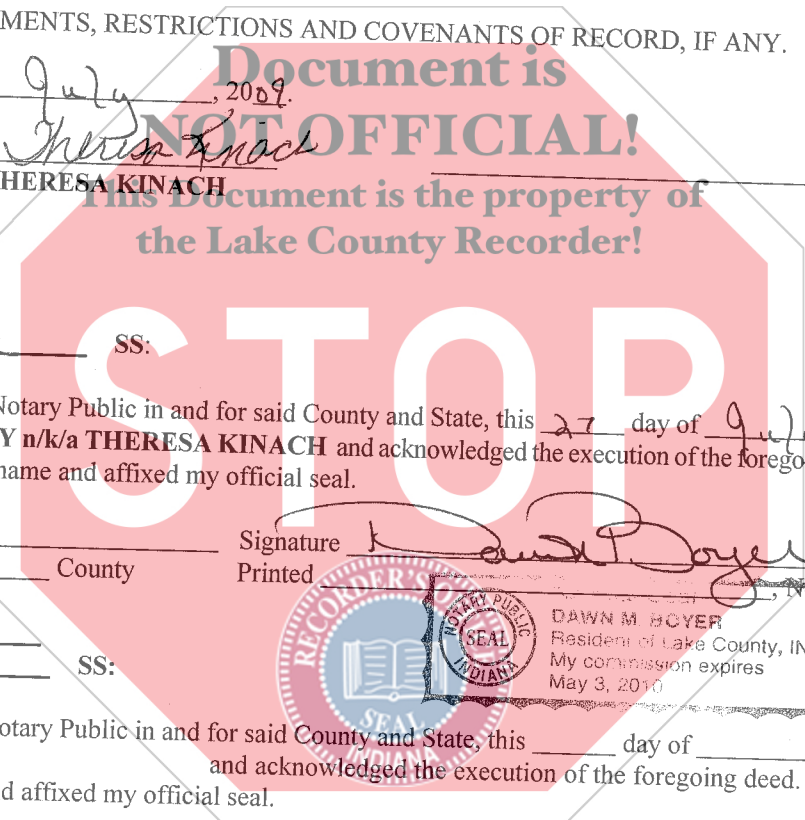 MENTS, RESTRICTIONS AND COVENANTS OF RECORD, IF ANY.
Document is
July, 2009.
NOT OFFICIAL!
Theresa Kinach
THERESA KINACH
This Document is the property of
the Lake County Recorder!
STOP
SS:
Notary Public in and for said County and State, this 27 day of July
Y n/k/a THERESA KINACH and acknowledged the execution of the forego
name and affixed my official seal.
Signature
County
Printed
, N
RECORDER'S
SEAL
INDIANA
NOTARY PUBLIC
SEAL
INDIANA
DAWN M. BOYER
Resident of Lake County, IN
My commission expires
May 3, 2010
SS:
otary Public in and for said County and State, this ______ day of
and acknowledged the execution of the foregoing deed.
d affixed my official seal.